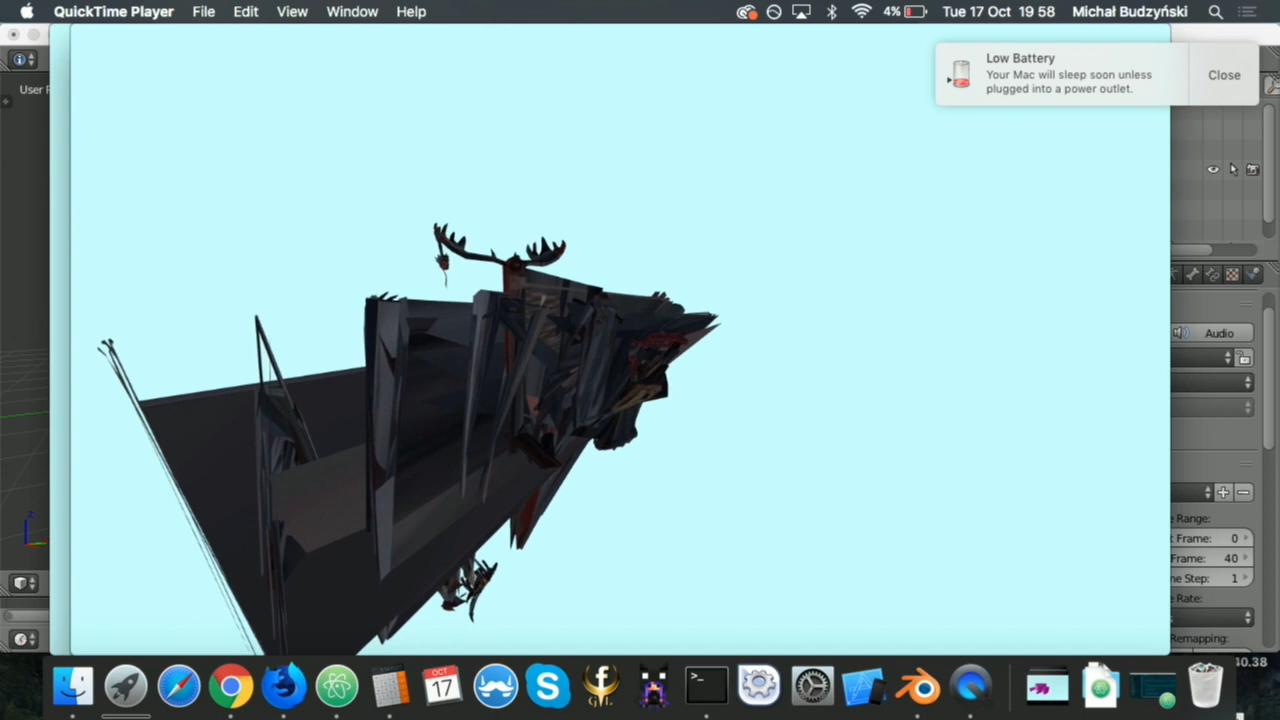 QuickTime Player File Edit View Window Help 4% Tue 17 Oct 19 58 Michał Budzyński
Low Battery
Your Mac will sleep soon unless
plugged into a power outlet.
Close
User
Audio
Range:
Frame: 0
Frame: 40
Step: 1
Rate:
Remapping:
40.38
OCT
17
S
f
>_